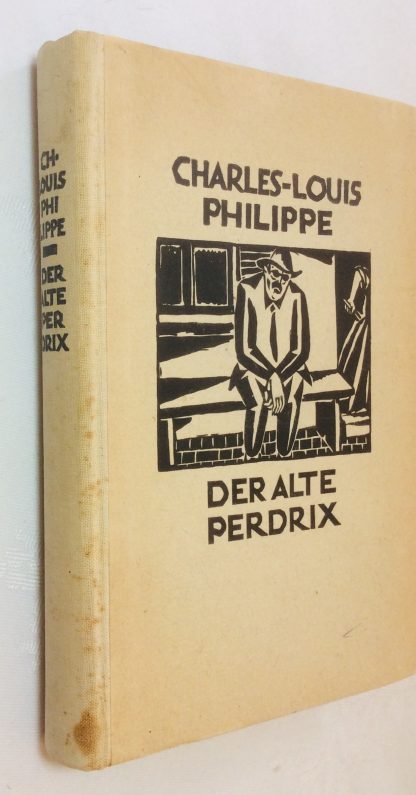 CHARLES-LOUIS
PHILIPPE
DER ALTE
PERDRIX
CH-
LOUIS
PHI
LIPPE
DER
ALTE
PER
DRIX